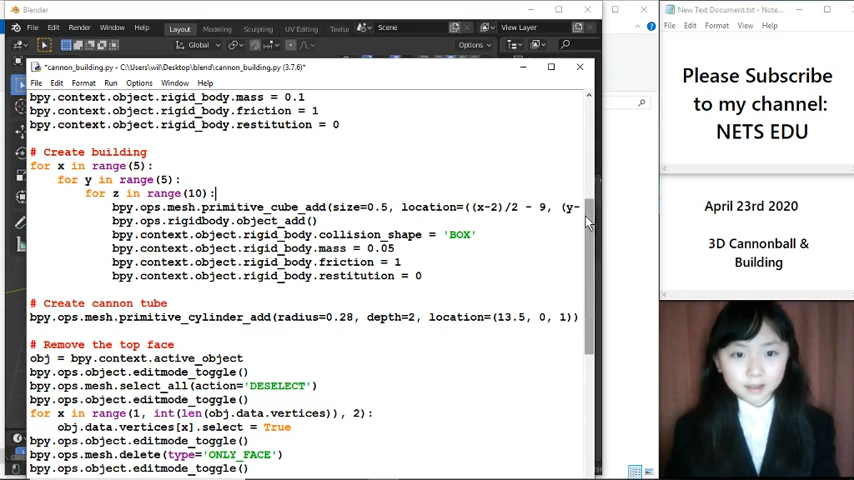 Blender
File Edit Render Window Help Layout Modeling Sculpting UV Editing Scene View Layer
Global Options
*cannon_building.py - C:\Users\wil\Desktop\blend\cannon_building.py (3.7.6)*
File Edit Format Run Options Window Help
bpy.context.object.rigid_body.mass = 0.1
bpy.context.object.rigid_body.friction = 1
bpy.context.object.rigid_body.restitution = 0
# Create building
for x in range(5):
    for y in range(5):
        for z in range(10):
            bpy.ops.mesh.primitive_cube_add(size=0.5, location=((x-2)/2 - 9, (y-
            bpy.ops.rigidbody.object_add()
            bpy.context.object.rigid_body.collision_shape = 'BOX'
            bpy.context.object.rigid_body.mass = 0.05
            bpy.context.object.rigid_body.friction = 1
            bpy.context.object.rigid_body.restitution = 0
# Create cannon tube
bpy.ops.mesh.primitive_cylinder_add(radius=0.28, depth=2, location=(13.5, 0, 1))
# Remove the top face
obj = bpy.context.active_object
bpy.ops.object.editmode_toggle()
bpy.ops.mesh.select_all(action='DESELECT')
bpy.ops.object.editmode_toggle()
for x in range(1, int(len(obj.data.vertices)), 2):
    obj.data.vertices[x].select = True
bpy.ops.object.editmode_toggle()
bpy.ops.mesh.delete(type='ONLY_FACE')
bpy.ops.object.editmode_toggle()
New Text Document.txt - Note...
File Edit Format View Help
Please Subscribe
to my channel:
NETS EDU
April 23rd 2020
3D Cannonball &
Building